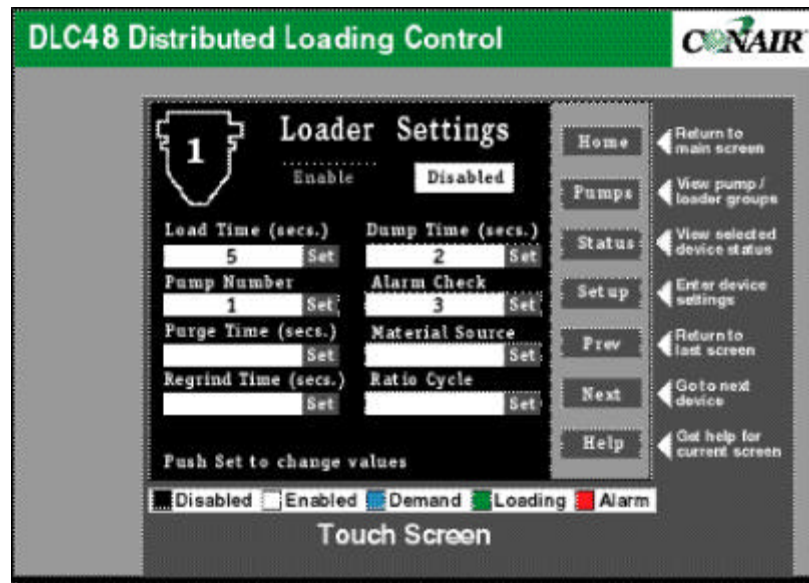 DLC48 Distributed Loading Control
CONAIR
1
Loader Settings
Enable
Disabled
Load Time (secs.)
Dump Time (secs.)
5
Set
2
Set
Pump Number
Alarm Check
1
Set
3
Set
Purge Time (secs.)
Material Source
Set
Set
Regrind Time (secs.)
Ratio Cycle
Set
Set
Push Set to change values
Home
Return to
main screen
Pumps
View pump /
loader groups
Status
View selected
device status
Setup
Enter device
settings
Prev
Return to
last screen
Next
Go to next
device
Help
Get help for
current screen
Disabled Enabled Demand Loading Alarm
Touch Screen